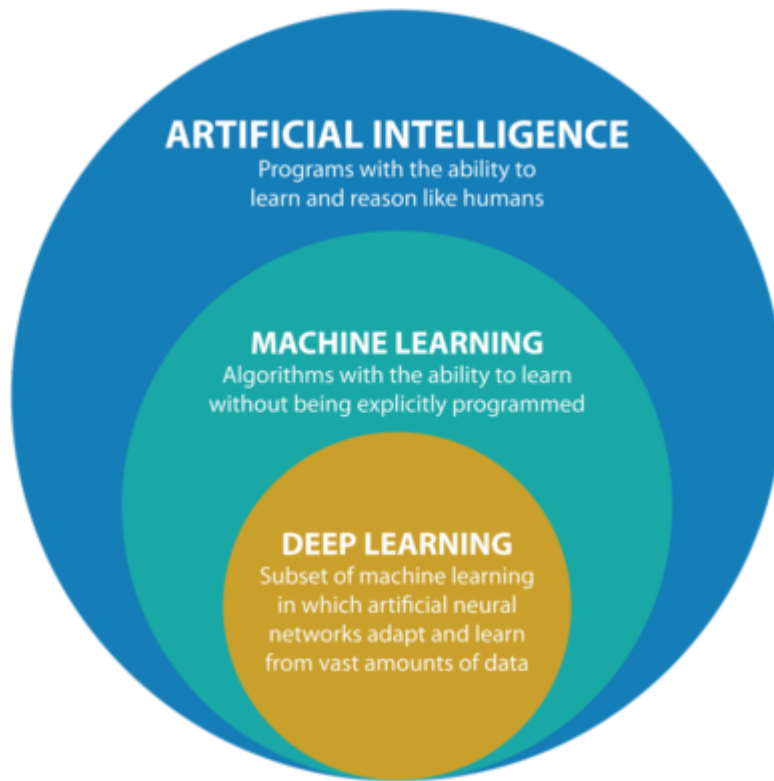 ARTIFICIAL INTELLIGENCE
Programs with the ability to
learn and reason like humans
MACHINE LEARNING
Algorithms with the ability to learn
without being explicitly programmed
DEEP LEARNING
Subset of machine learning
in which artificial neural
networks adapt and learn
from vast amounts of data